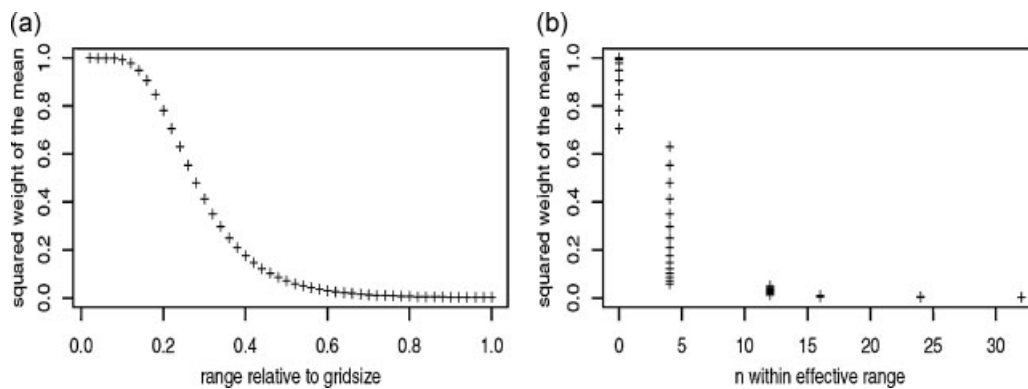 (a)
squared weight of the mean
1.0
0.8
0.6
0.4
0.2
0.0
0.0 0.2 0.4 0.6 0.8 1.0
range relative to gridsize
(b)
squared weight of the mean
1.0
0.8
0.6
0.4
0.2
0.0
0 5 10 15 20 25 30
n within effective range